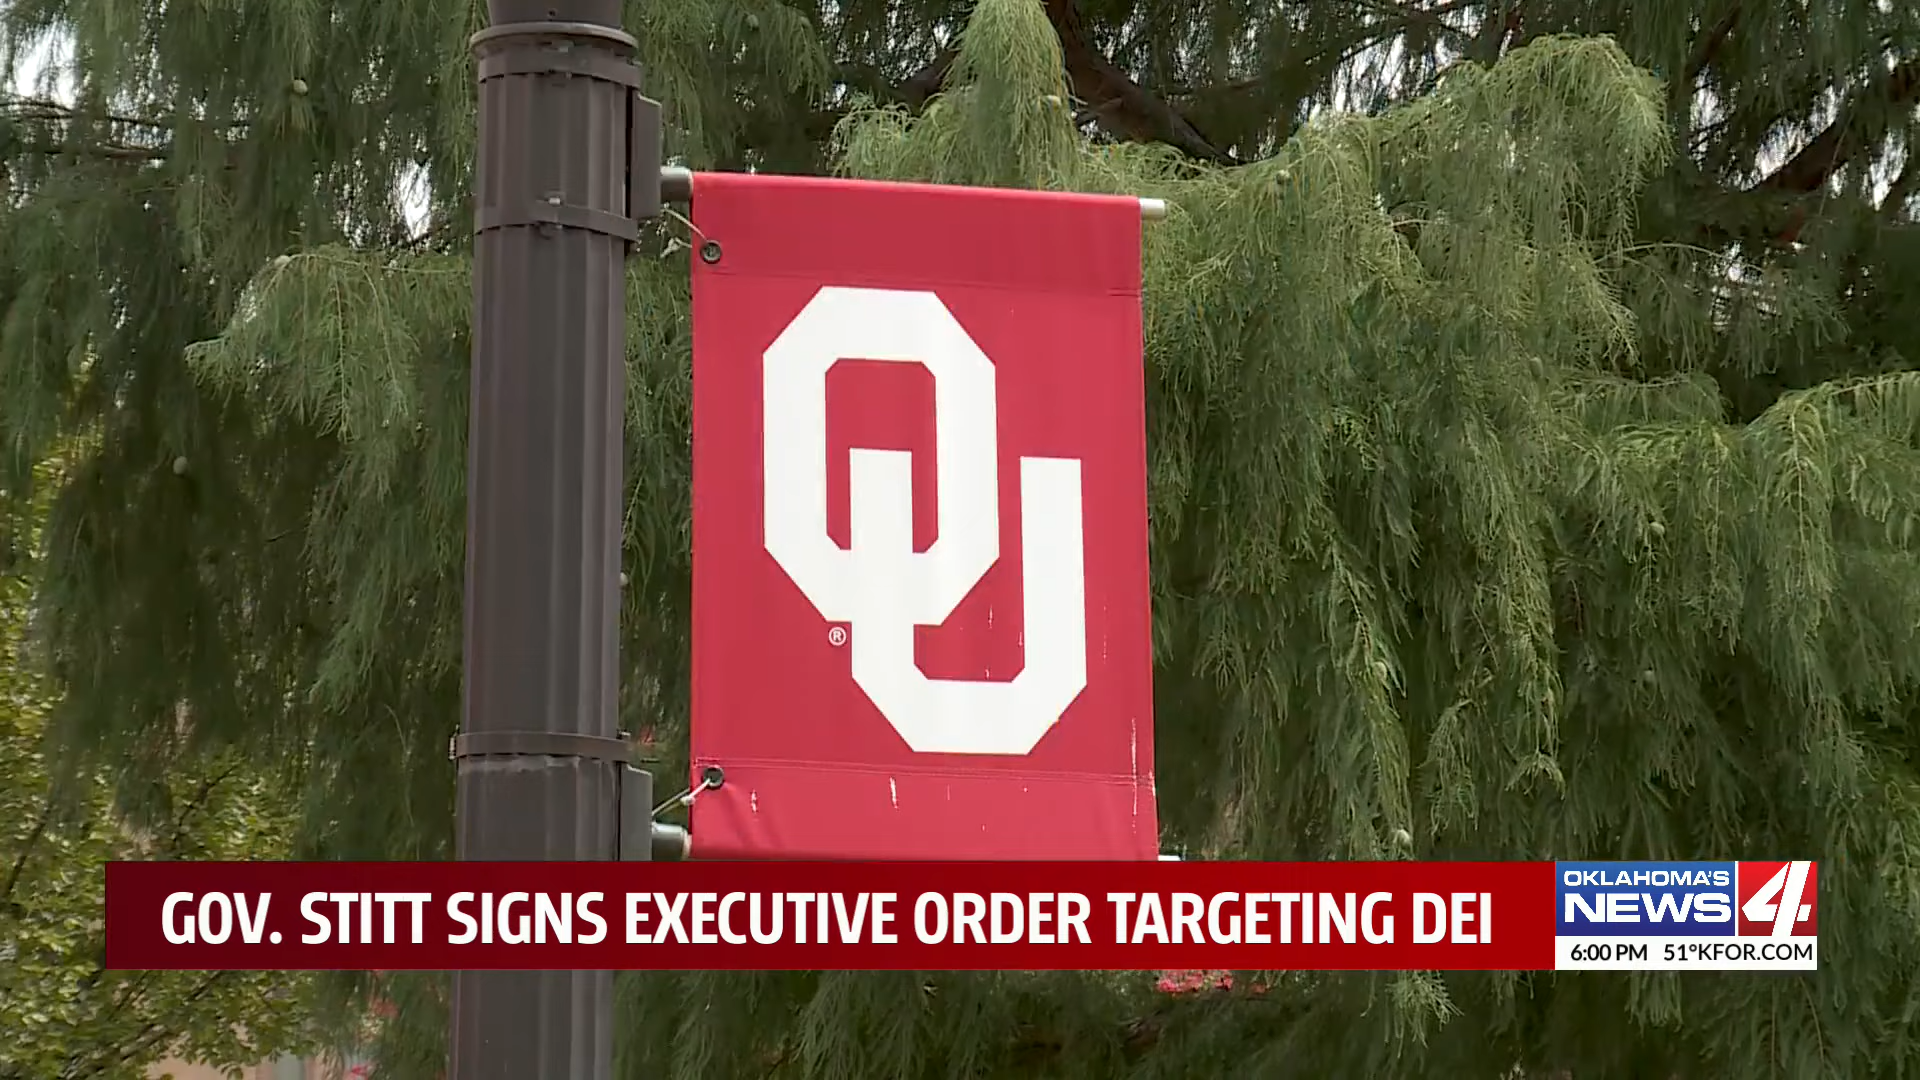 OU
®
GOV. STITT SIGNS EXECUTIVE ORDER TARGETING DEI
OKLAHOMA'S
NEWS 4
6:00 PM 51° KFOR.COM